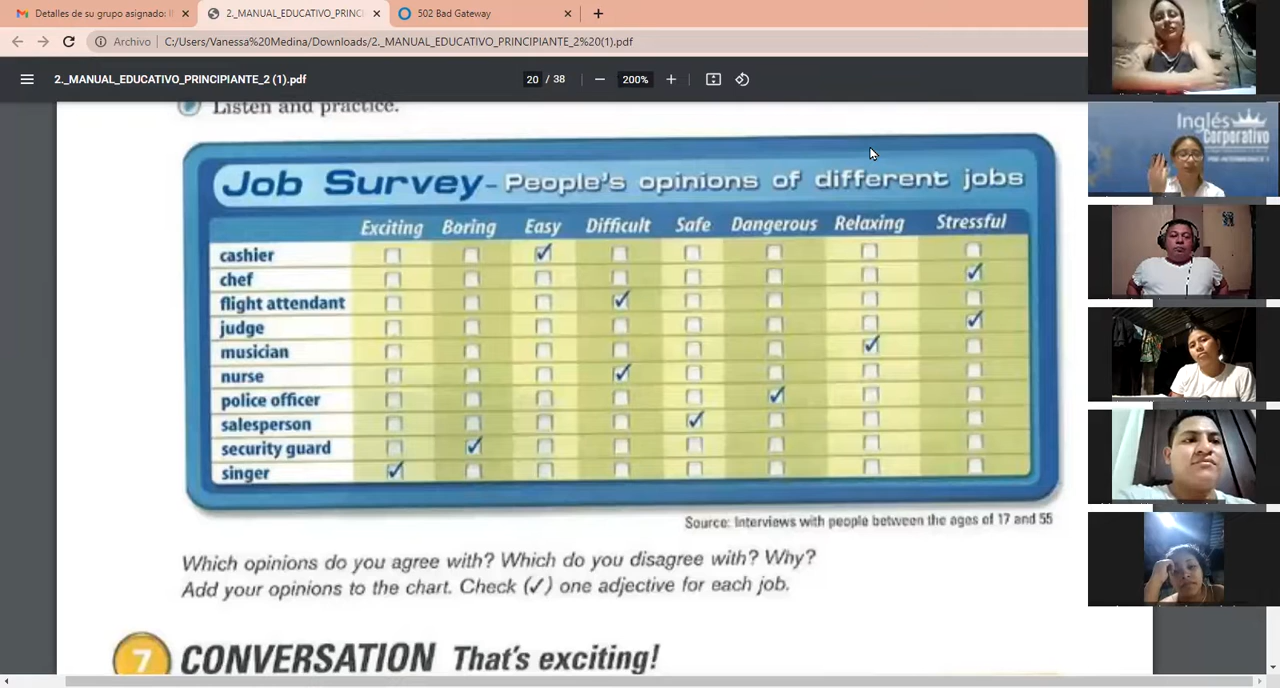 Detalles de su grupo asignado: I
2._MANUAL_EDUCATIVO_PRINCI
502 Bad Gateway
Archivo
C:/Users/Vanessa%20Medina/Downloads/2._MANUAL_EDUCATIVO_PRINCIPIANTE_2%20(1).pdf
2._MANUAL_EDUCATIVO_PRINCIPIANTE_2 (1).pdf
20 / 38
200%
Listen and practice.
Job Survey - People's opinions of different jobs
Exciting Boring Easy Difficult Safe Dangerous Relaxing Stressful
cashier ✓
chef ✓
flight attendant ✓
judge ✓
musician ✓
nurse ✓
police officer ✓
salesperson ✓
security guard ✓
singer ✓
Source: Interviews with people between the ages of 17 and 55
Which opinions do you agree with? Which do you disagree with? Why?
Add your opinions to the chart. Check (✓) one adjective for each job.
7 CONVERSATION That's exciting!
Inglés
Corporativo